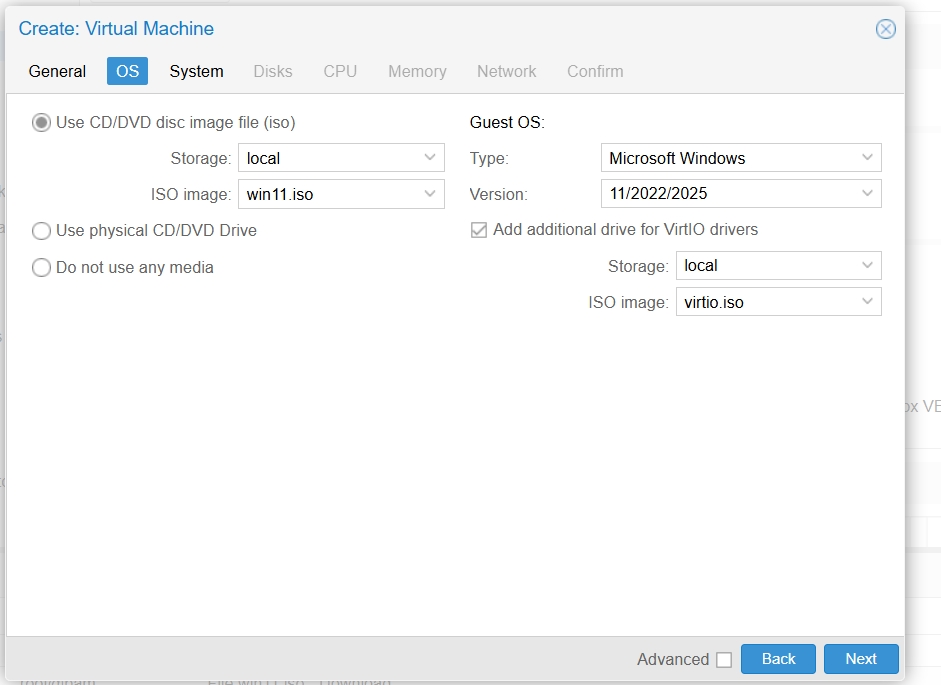 Create: Virtual Machine
General OS System Disks CPU Memory Network Confirm
Use CD/DVD disc image file (iso)
Storage: local
ISO image: win11.iso
Use physical CD/DVD Drive
Do not use any media
Guest OS:
Type: Microsoft Windows
Version: 11/2022/2025
Add additional drive for VirtIO drivers
Storage: local
ISO image: virtio.iso
Advanced Back Next